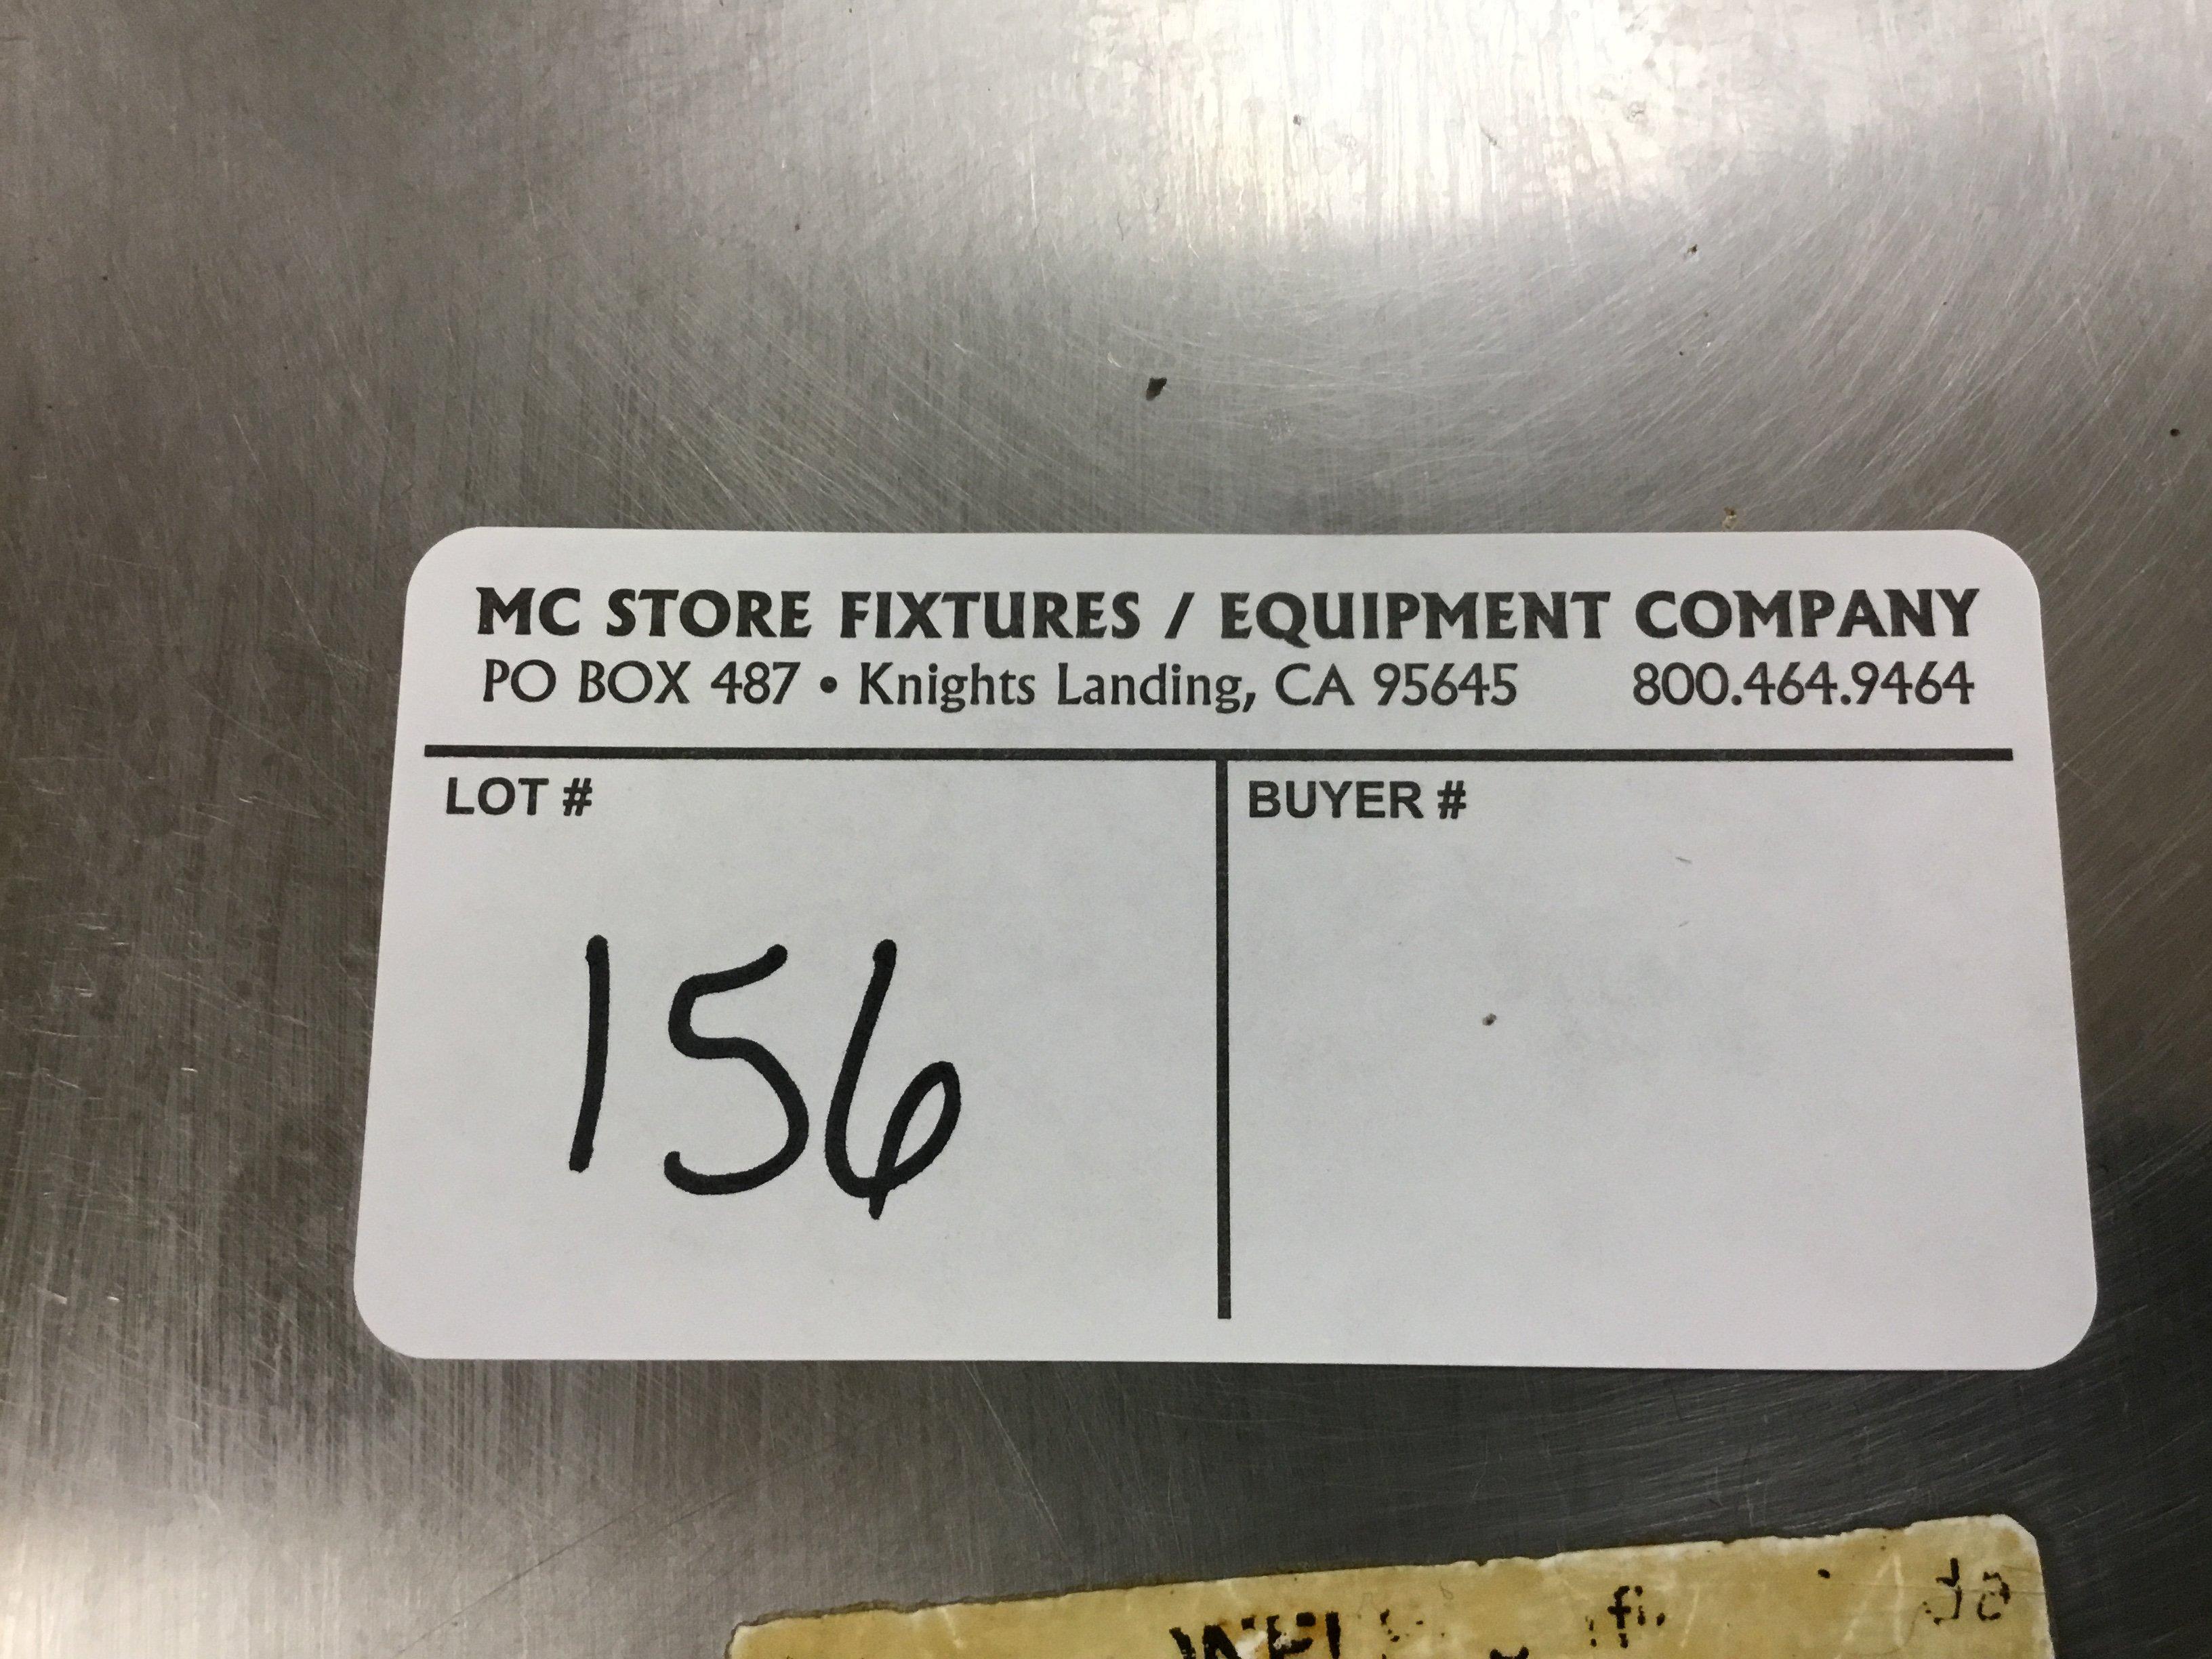 MC STORE FIXTURES / EQUIPMENT COMPANY
PO BOX 487 • Knights Landing, CA 95645 800.464.9464
LOT # BUYER #
156